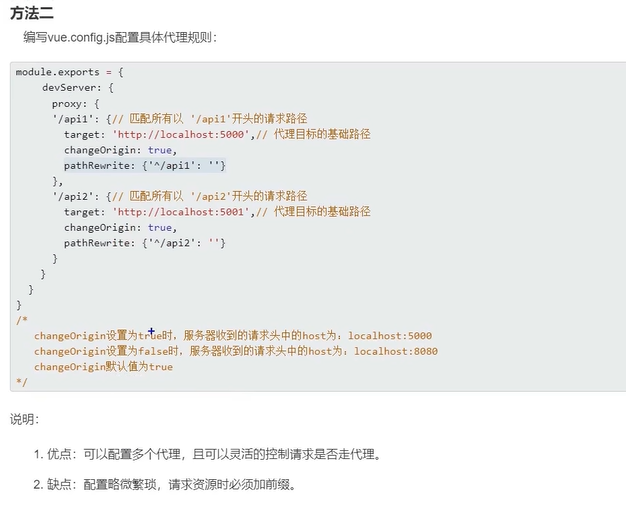 方法二
编写vue.config.js配置具体代理规则：
module.exports = {
devServer: {
proxy: {
'/api1': {// 匹配所有以 '/api1'开头的请求路径
target: 'http://localhost:5000',// 代理目标的基础路径
changeOrigin: true,
pathRewrite: {'^/api1': ''}
},
'/api2': {// 匹配所有以 '/api2'开头的请求路径
target: 'http://localhost:5001',// 代理目标的基础路径
changeOrigin: true,
pathRewrite: {'^/api2': ''}
}
}
}
}
/*
changeOrigin设置为true时，服务器收到的请求头中的host为：localhost:5000
changeOrigin设置为false时，服务器收到的请求头中的host为：localhost:8080
changeOrigin默认值为true
*/
说明：
1. 优点：可以配置多个代理，且可以灵活的控制请求是否走代理。
2. 缺点：配置略微繁琐，请求资源时必须加前缀。